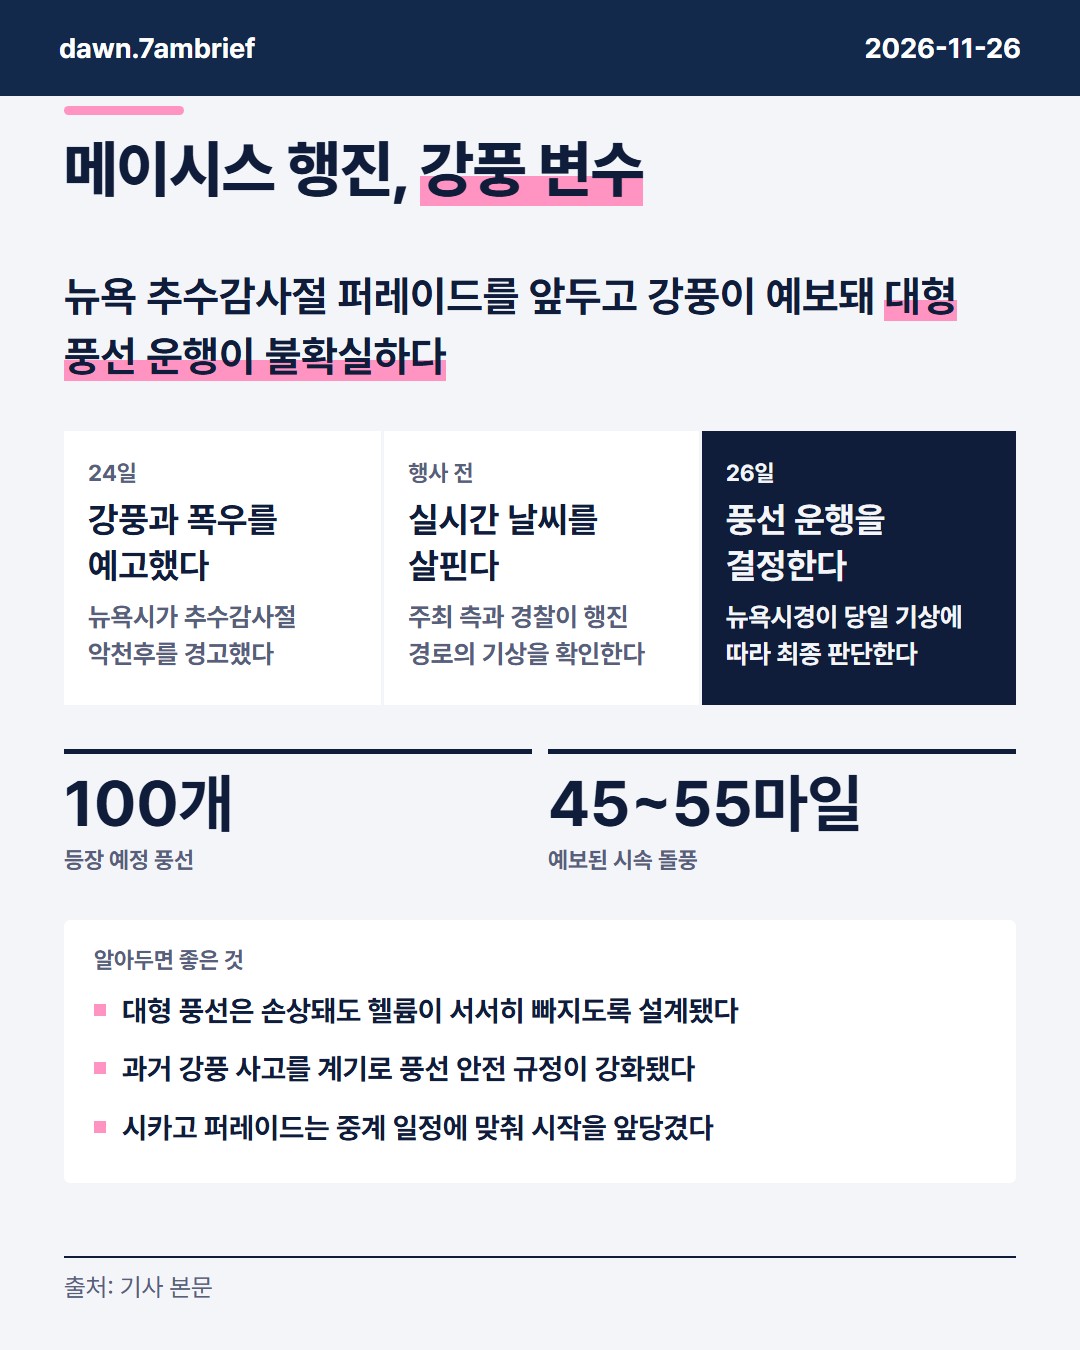 dawn.7ambrief
2026-11-26
메이시스 행진, 강풍 변수
뉴욕 추수감사절 퍼레이드를 앞두고 강풍이 예보돼 대형
풍선 운행이 불확실하다
24일
강풍과 폭우를
예고했다
뉴욕시가 추수감사절
악천후를 경고했다
행사 전
실시간 날씨를
살핀다
주최 측과 경찰이 행진
경로의 기상을 확인한다
26일
풍선 운행을
결정한다
뉴욕시경이 당일 기상에
따라 최종 판단한다
100개
등장 예정 풍선
45~55마일
예보된 시속 돌풍
알아두면 좋은 것
대형 풍선은 손상돼도 헬륨이 서서히 빠지도록 설계됐다
과거 강풍 사고를 계기로 풍선 안전 규정이 강화됐다
시카고 퍼레이드는 중계 일정에 맞춰 시작을 앞당겼다
출처: 기사 본문